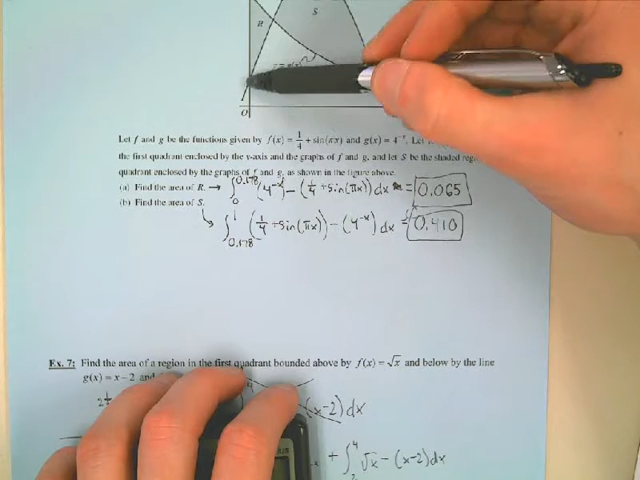 R
S
O
Let f and g be the functions given by f(x) = 1/4 + sin(πx) and g(x) = 4^-x. Let
the first quadrant enclosed by the y-axis and the graphs of f and g, and let S be the shaded reg
quadrant enclosed by the graphs of f and g, as shown in the figure above.
(a) Find the area of R. → ∫_0^0.178 (4^-x) - (1/4 + sin(πx)) dx = 0.065
(b) Find the area of S.
∫_0.178^1 (1/4 + sin(πx)) - (4^-x) dx = 0.410
Ex. 7: Find the area of a region in the first quadrant bounded above by f(x) = √x and below by the line
g(x) = x - 2 and
(x-2) dx
+ ∫_2^4 √x - (x-2) dx